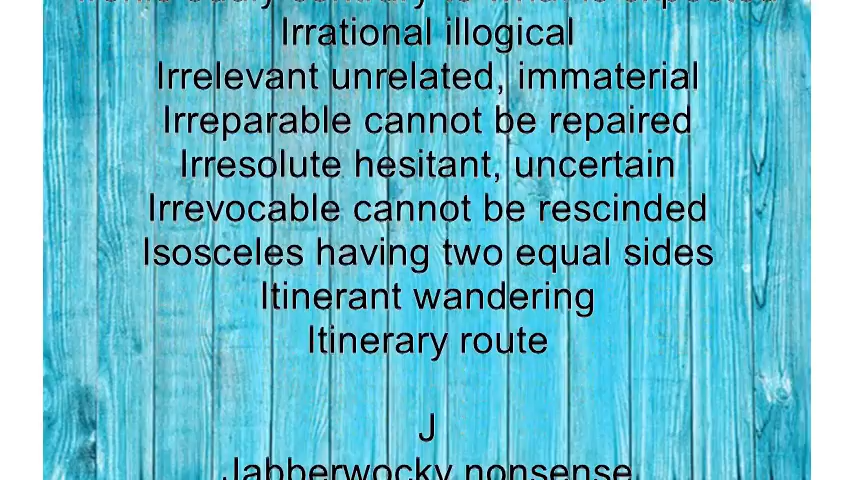 Irrational illogical
Irrelevant unrelated, immaterial
Irreparable cannot be repaired
Irresolute hesitant, uncertain
Irrevocable cannot be rescinded
Isosceles having two equal sides
Itinerant wandering
Itinerary route
J
Jabberwocky nonsense